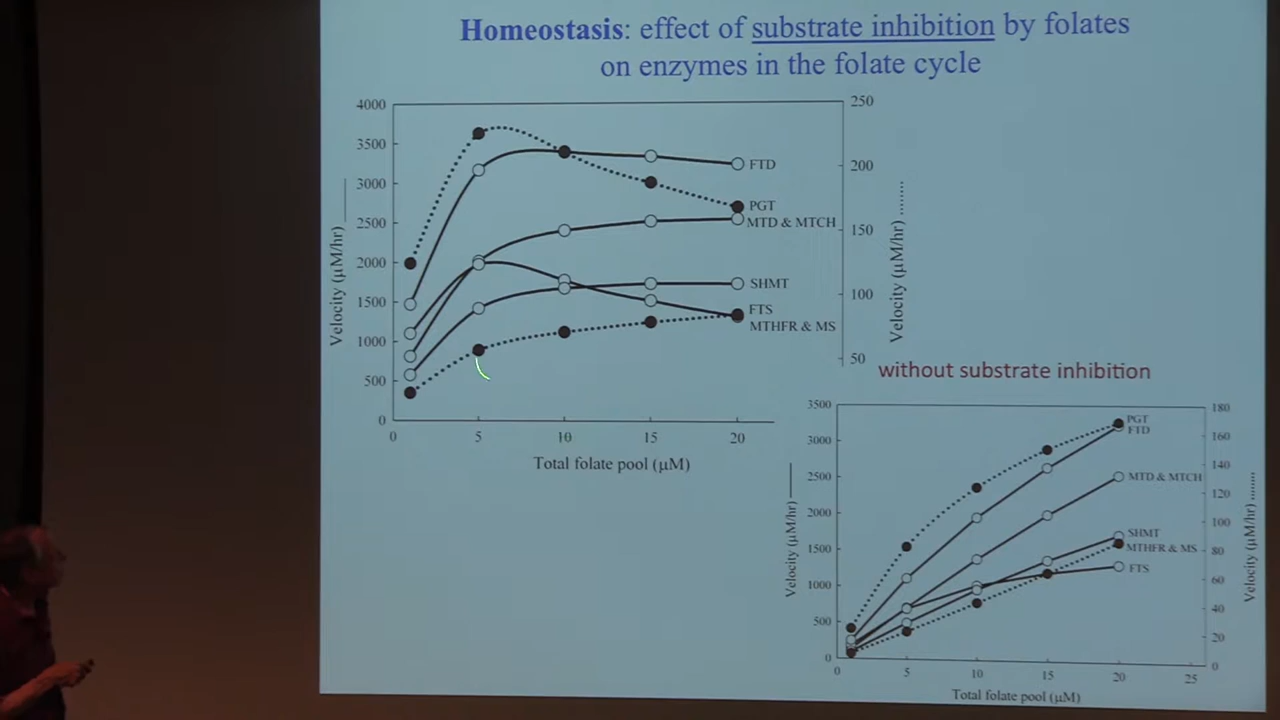 Homeostasis: effect of substrate inhibition by folates
on enzymes in the folate cycle
4000
3500
3000
2500
2000
1500
1000
500
0
Velocity (µM/hr)
0 5 10 15 20
Total folate pool (µM)
250
200
150
100
50
Velocity (µM/hr)
FTD
PGT
MTD & MTCH
SHMT
FTS
MTHFR & MS
without substrate inhibition
3500
3000
2500
2000
1500
1000
500
0
Velocity (µM/hr)
0 5 10 15 20 25
Total folate pool (µM)
180
160
140
120
100
80
60
40
20
0
Velocity (µM/hr)
PGT
FTD
MTD & MTCH
SHMT
MTHFR & MS
FTS